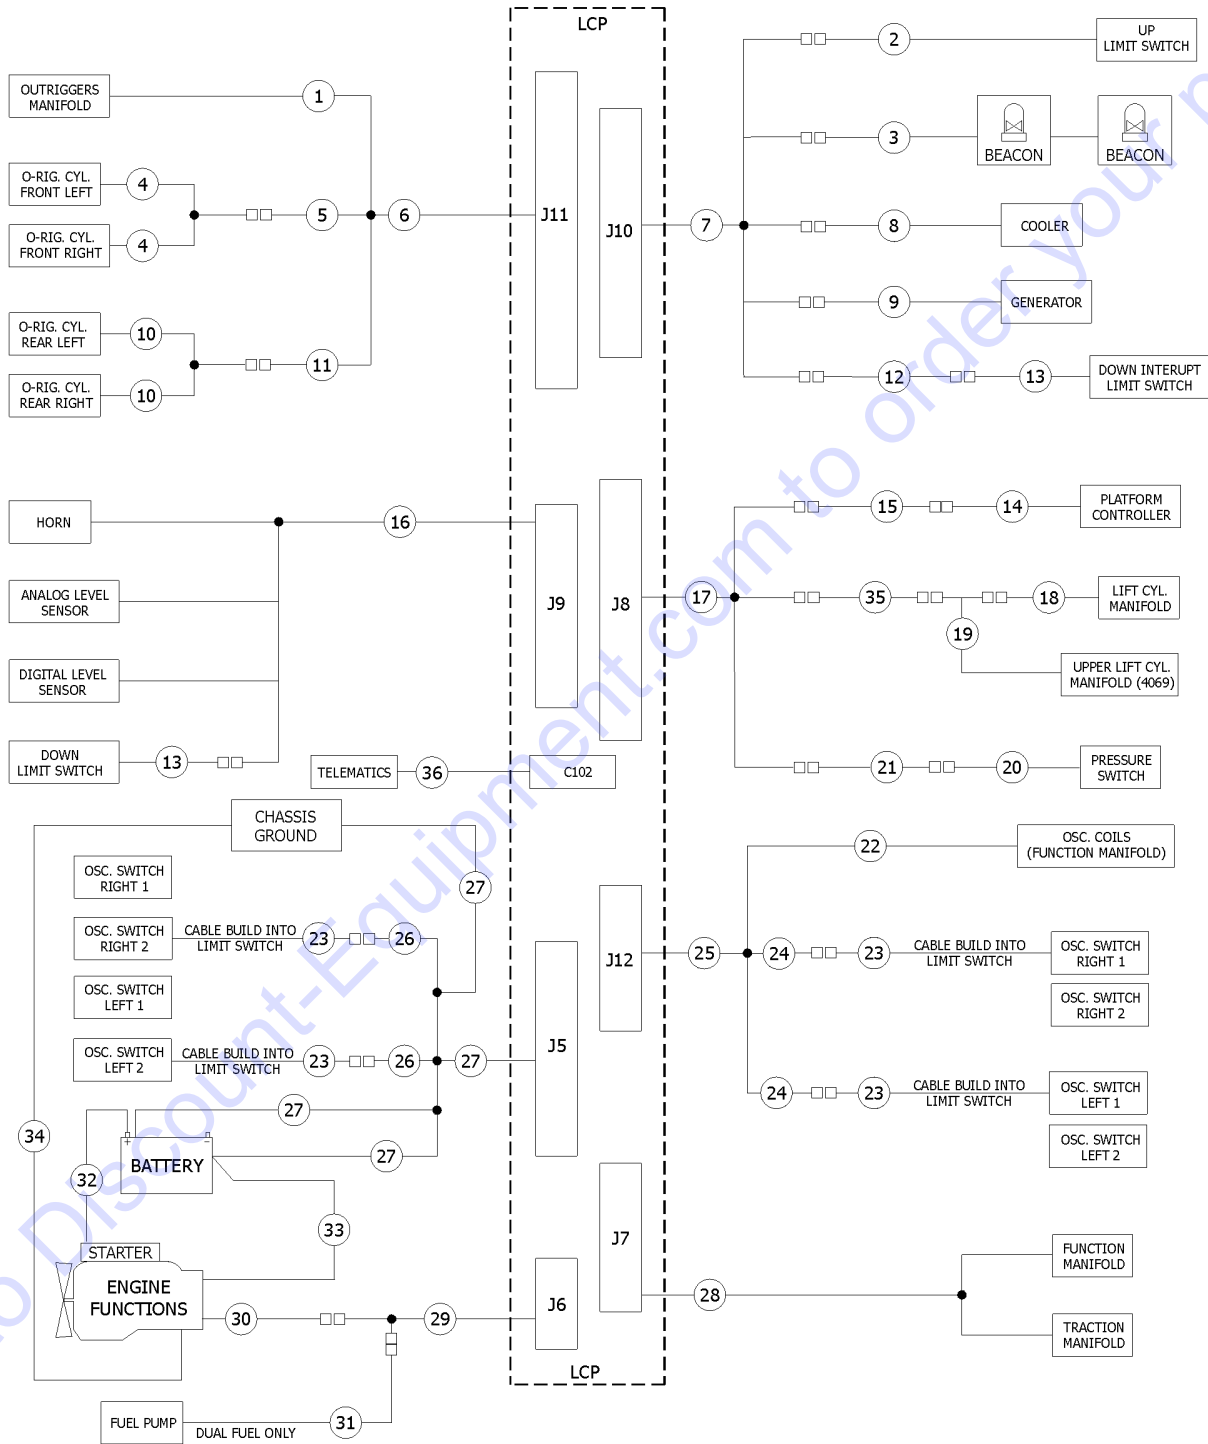 LCP
UP
LIMIT SWITCH
2
OUTRIGGERS
MANIFOLD
1
3
BEACON
BEACON
O-RIG. CYL.
FRONT LEFT
4
5
6
J11
J10
7
8
COOLER
O-RIG. CYL.
FRONT RIGHT
4
9
GENERATOR
O-RIG. CYL.
REAR LEFT
10
11
12
13
DOWN INTERUPT
LIMIT SWITCH
O-RIG. CYL.
REAR RIGHT
10
HORN
16
15
14
PLATFORM
CONTROLLER
ANALOG LEVEL
SENSOR
J9
J8
17
35
18
LIFT CYL.
MANIFOLD
19
DIGITAL LEVEL
SENSOR
UPPER LIFT CYL.
MANIFOLD (4069)
DOWN
LIMIT SWITCH
13
TELEMATICS
36
C102
21
20
PRESSURE
SWITCH
CHASSIS
GROUND
22
OSC. COILS
(FUNCTION MANIFOLD)
OSC. SWITCH
RIGHT 1
27
OSC. SWITCH
RIGHT 2
CABLE BUILD INTO
LIMIT SWITCH
23
26
J12
25
24
23
CABLE BUILD INTO
LIMIT SWITCH
OSC. SWITCH
RIGHT 1
OSC. SWITCH
LEFT 1
OSC. SWITCH
RIGHT 2
OSC. SWITCH
LEFT 2
CABLE BUILD INTO
LIMIT SWITCH
23
26
27
J5
24
23
CABLE BUILD INTO
LIMIT SWITCH
OSC. SWITCH
LEFT 1
27
34
OSC. SWITCH
LEFT 2
+
-
BATTERY
27
32
33
J7
STARTER
ENGINE
FUNCTIONS
FUNCTION
MANIFOLD
28
30
29
J6
TRACTION
MANIFOLD
LCP
FUEL PUMP
DUAL FUEL ONLY
31
o Discount-Equipment.com to order your p